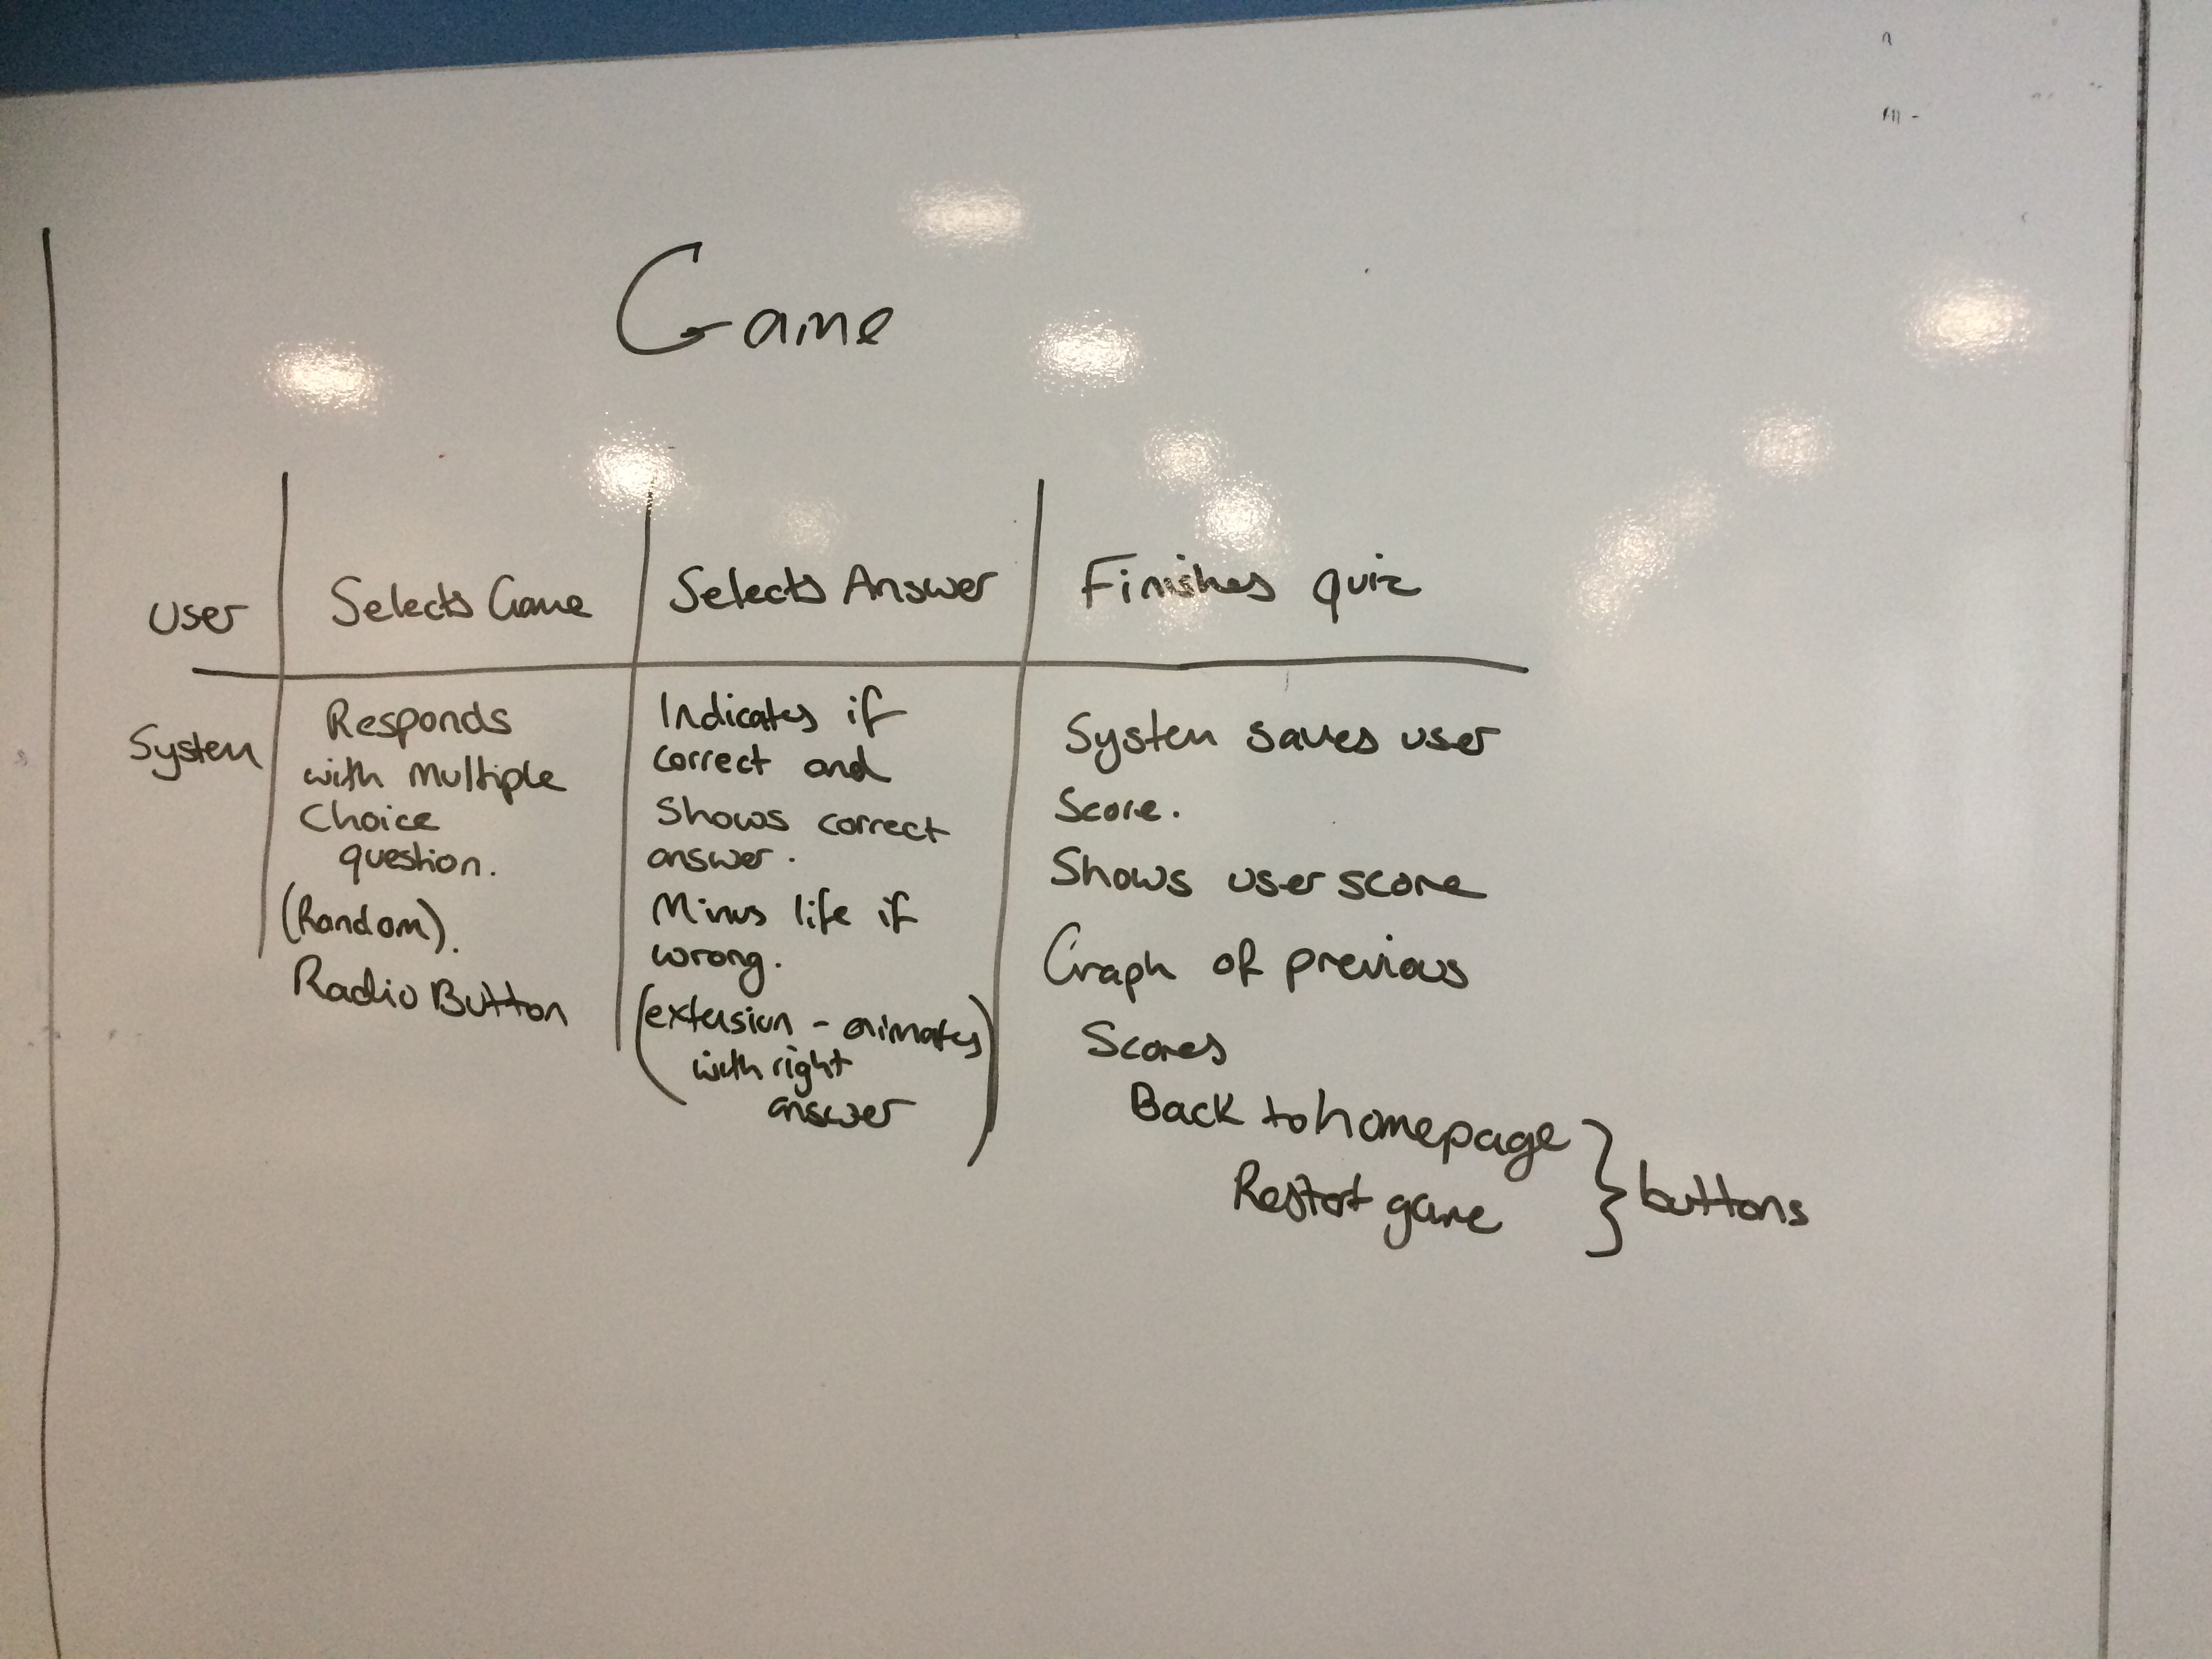 Game
User
Selects Game
Selects Answer
Finishes quiz
System
Responds
with Multiple
Choice
question.
(Random).
Radio Button
Indicates if
correct and
Shows correct
answer.
Minus life if
wrong.
(extension - animates
with right
answer)
System saves user
Score.
Shows user score
Graph of previous
Scores
Back to homepage
Restart game
} buttons